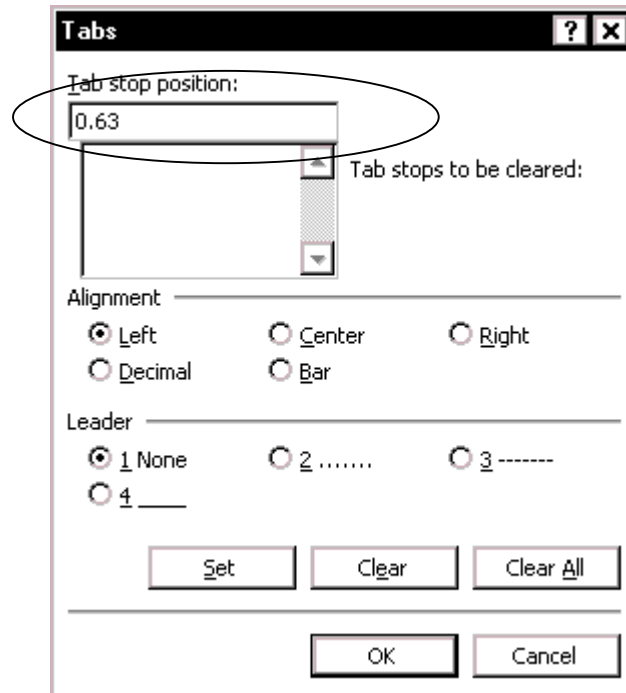 Tabs
Tab stop position:
0.63
Tab stops to be cleared:
Alignment
Left Center Right
Decimal Bar
Leader
1 None 2 ....... 3 -------
4 ____
Set Clear Clear All
OK Cancel